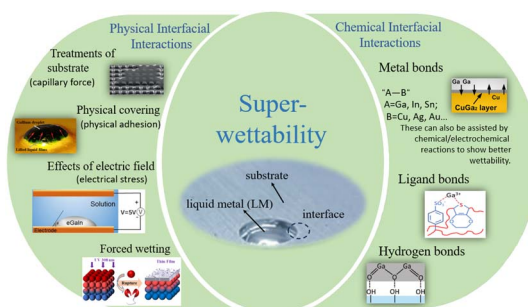 Physical Interfacial
Interactions
Treatments of
substrate
(capillary force)
Physical covering
(physical adhesion)
Effects of electric field
(electrical stress)
Solution
V=5V
eGaIn
Electrode
Forced wetting
Rupture
Thin Film
Super-
wettability
substrate
liquid metal (LM)
interface
Chemical Interfacial
Interactions
Metal bonds
"A—B"
A=Ga, In, Sn;
B=Cu, Ag, Au...
Ga Ga
Cu
CuGa₂ layer
These can also be assisted by
chemical/electrochemical
reactions to show better
wettability.
Ligand bonds
Ga³⁺
Hydrogen bonds
Ga Ga
O O O
OH OH OH